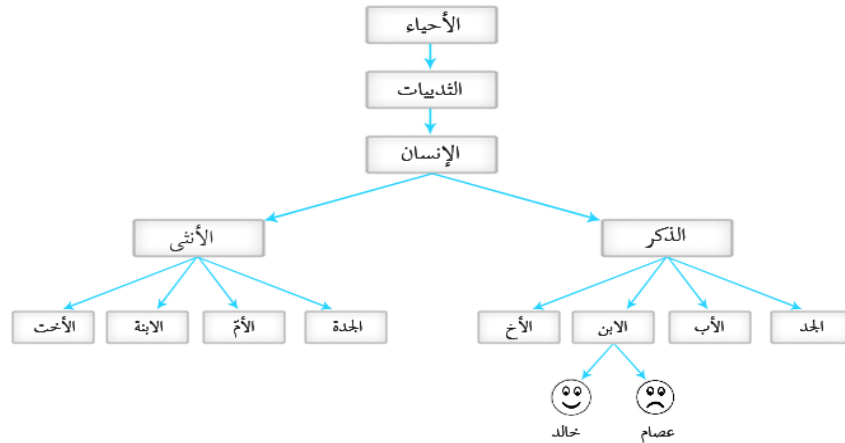 الأحياء
الثدييات
الإنسان
الذكر
الأنثى
الجد
الأب
الابن
الأخ
الجدة
الأمّ
الابنة
الأخت
عصام
خالد